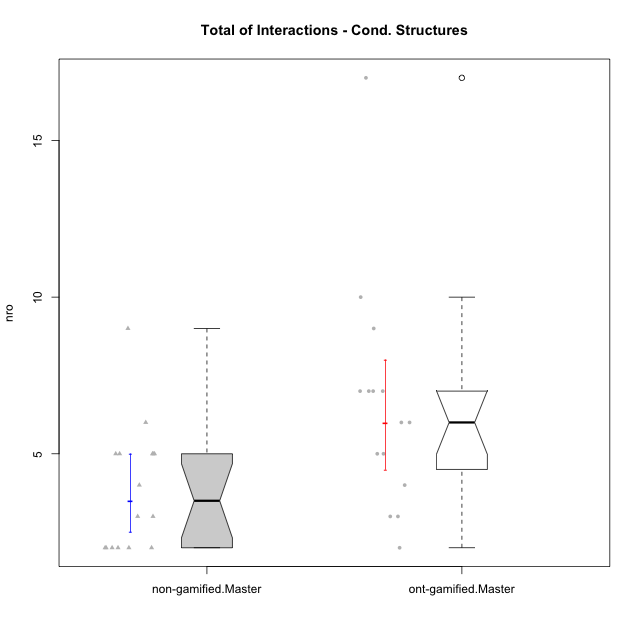 Total of Interactions - Cond. Structures
15
10
5
nro
non-gamified.Master
ont-gamified.Master